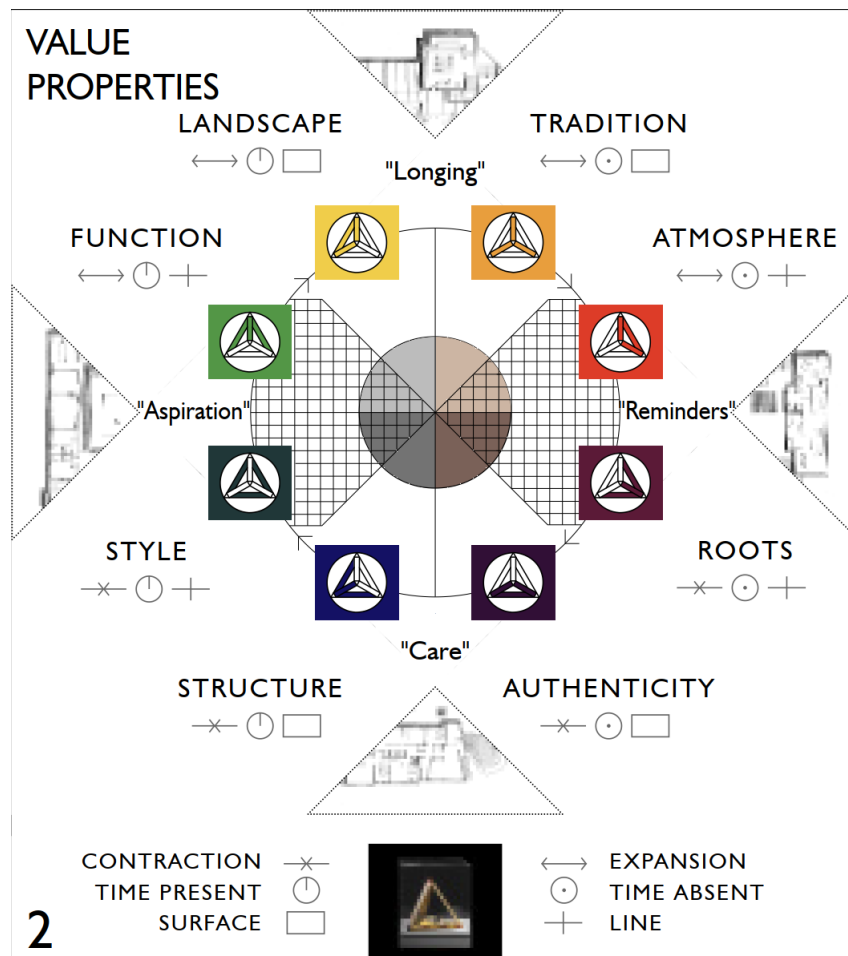 VALUE
PROPERTIES
LANDSCAPE
TRADITION
"Longing"
FUNCTION
ATMOSPHERE
"Aspiration"
"Reminders"
STYLE
ROOTS
"Care"
STRUCTURE
AUTHENTICITY
CONTRACTION
EXPANSION
TIME PRESENT
TIME ABSENT
SURFACE
LINE
2